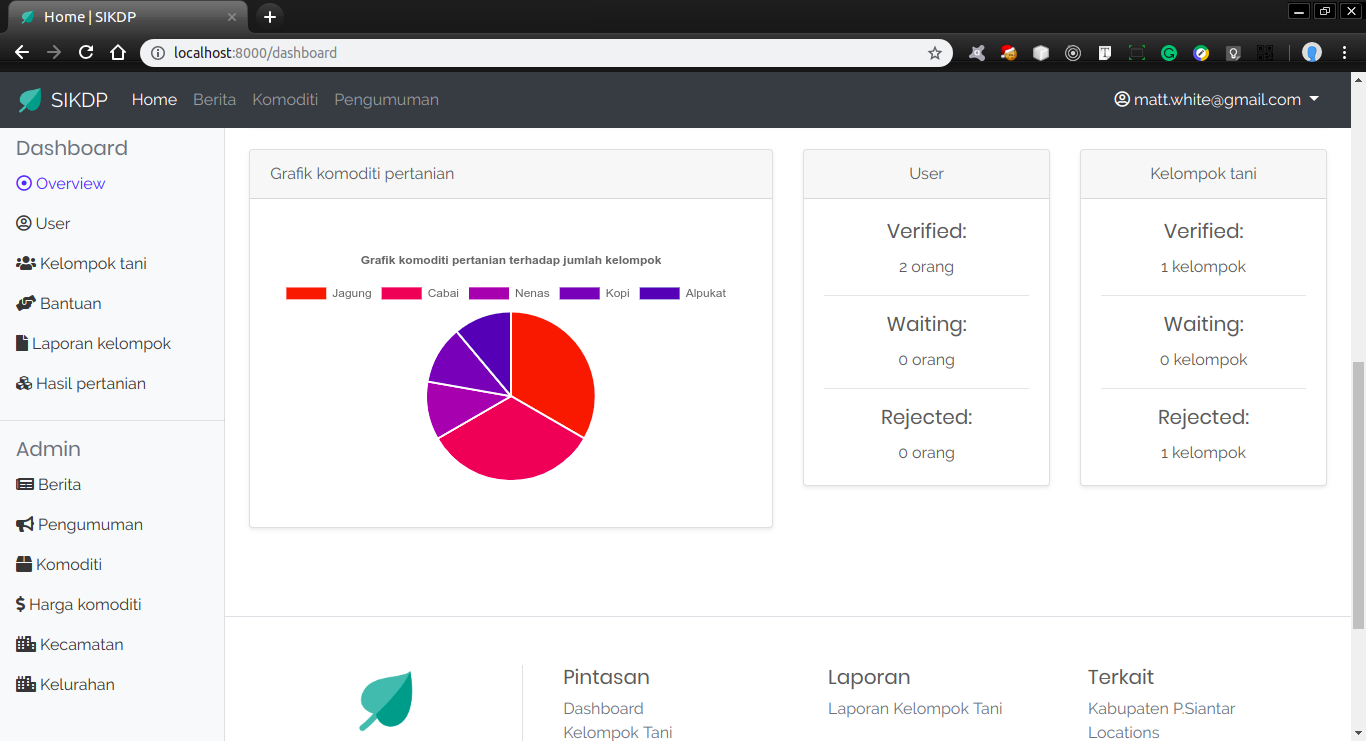 Home | SIKDP
localhost:8000/dashboard
SIKDP Home Berita Komoditi Pengumuman matt.white@gmail.com
Dashboard
Overview
User
Kelompok tani
Bantuan
Laporan kelompok
Hasil pertanian
Admin
Berita
Pengumuman
Komoditi
Harga komoditi
Kecamatan
Kelurahan
Grafik komoditi pertanian
Grafik komoditi pertanian terhadap jumlah kelompok
Jagung Cabai Nenas Kopi Alpukat
User
Verified:
2 orang
Waiting:
0 orang
Rejected:
0 orang
Kelompok tani
Verified:
1 kelompok
Waiting:
0 kelompok
Rejected:
1 kelompok
Pintasan
Dashboard
Kelompok Tani
Laporan
Laporan Kelompok Tani
Terkait
Kabupaten P.Siantar
Locations